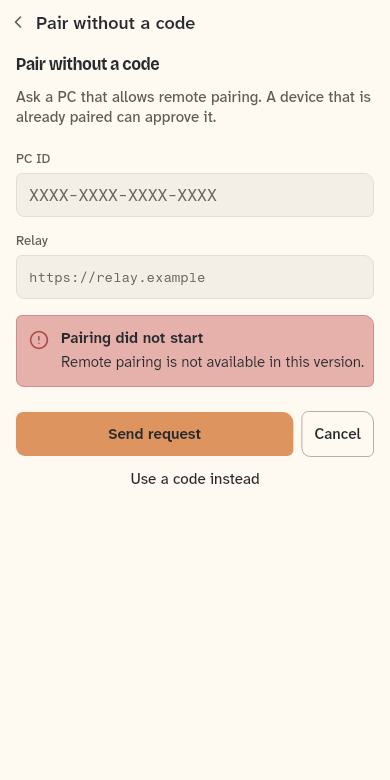 Pair without a code
Pair without a code
Ask a PC that allows remote pairing. A device that is
already paired can approve it.
PC ID
XXXX-XXXX-XXXX-XXXX
Relay
https://relay.example
Pairing did not start
Remote pairing is not available in this version.
Send request
Cancel
Use a code instead